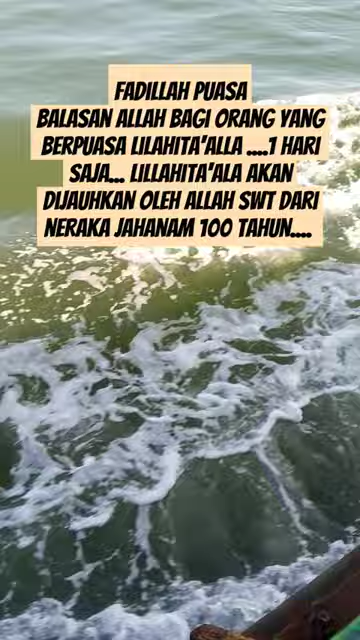 FADILLAH PUASA
BALASAN ALLAH BAGI ORANG YANG
BERPUASA LILAHITA'ALLA ....1 HARI
SAJA... LILLAHITA'ALA AKAN
DIJAUHKAN OLEH ALLAH SWT DARI
NERAKA JAHANAM 100 TAHUN....